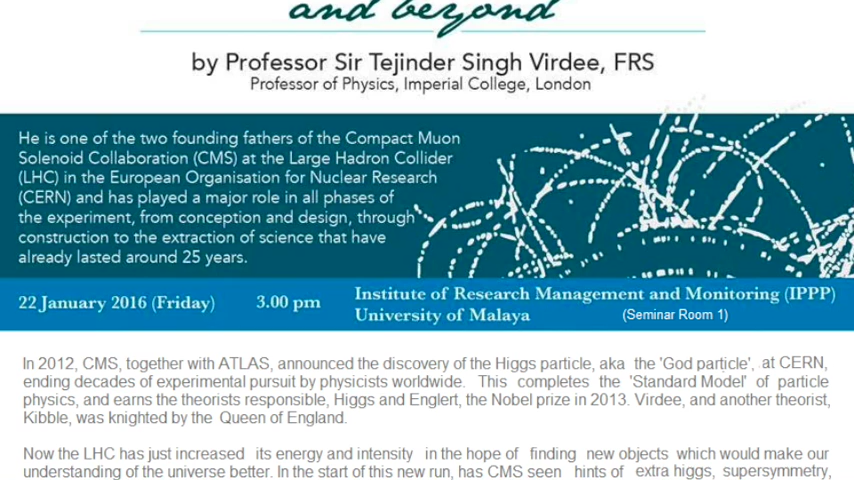 and beyond
by Professor Sir Tejinder Singh Virdee, FRS
Professor of Physics, Imperial College, London
He is one of the two founding fathers of the Compact Muon
Solenoid Collaboration (CMS) at the Large Hadron Collider
(LHC) in the European Organisation for Nuclear Research
(CERN) and has played a major role in all phases of
the experiment, from conception and design, through
construction to the extraction of science that have
already lasted around 25 years.
22 January 2016 (Friday) 3.00 pm Institute of Research Management and Monitoring (IPPP)
University of Malaya (Seminar Room 1)
In 2012, CMS, together with ATLAS, announced the discovery of the Higgs particle, aka the 'God particle', at CERN,
ending decades of experimental pursuit by physicists worldwide. This completes the 'Standard Model' of particle
physics, and earns the theorists responsible, Higgs and Englert, the Nobel prize in 2013. Virdee, and another theorist,
Kibble, was knighted by the Queen of England.
Now the LHC has just increased its energy and intensity in the hope of finding new objects which would make our
understanding of the universe better. In the start of this new run, has CMS seen hints of extra higgs, supersymmetry,